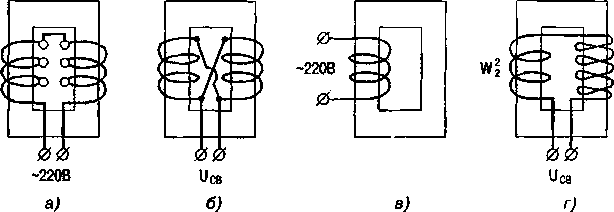 ~220В
а)
U св
б)
~220В
в)
W₂²
U св
г)